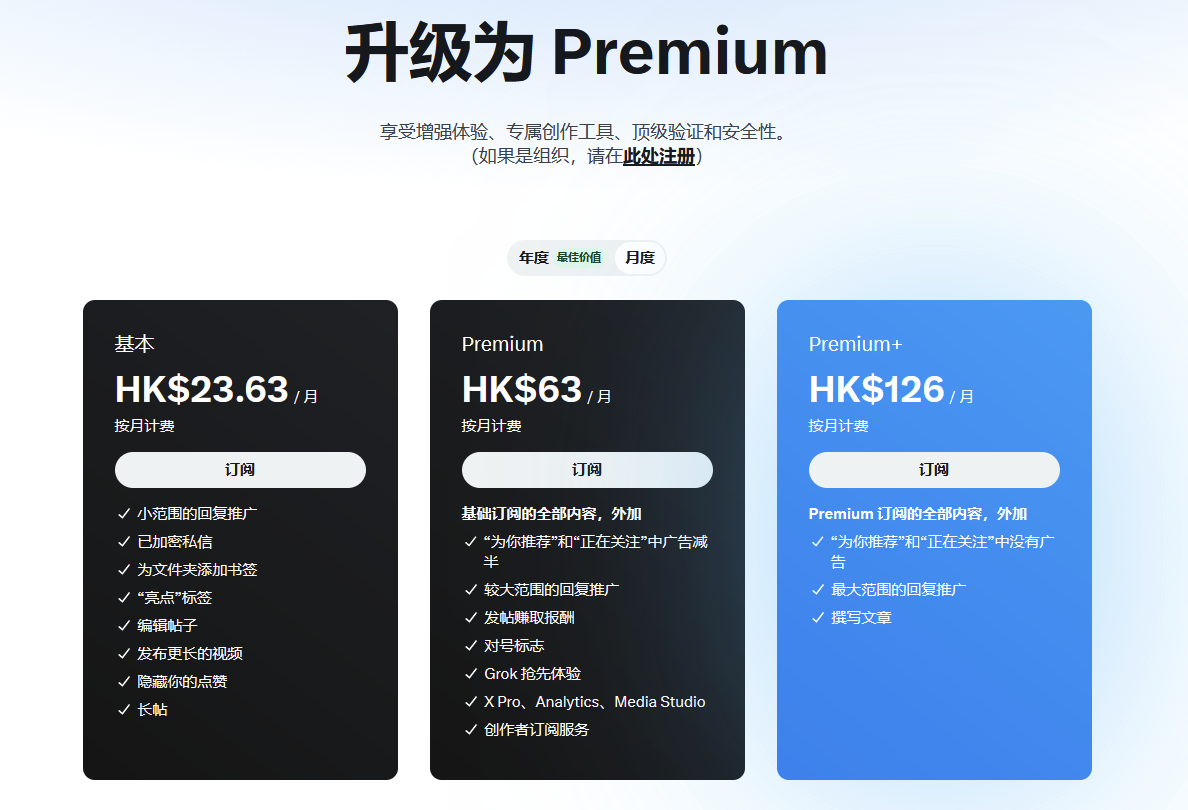 升级为 Premium
享受增强体验、专属创作工具、顶级验证和安全性。
（如果是组织，请在此处注册）
年度 最佳价值 月度
基本
HK$23.63 / 月
按月计费
订阅
小范围的回复推广
已加密私信
为文件夹添加书签
“亮点”标签
编辑帖子
发布更长的视频
隐藏你的点赞
长帖
Premium
HK$63 / 月
按月计费
订阅
基础订阅的全部内容，外加
“为你推荐”和“正在关注”中广告减
半
较大范围的回复推广
发帖赚取报酬
对号标志
Grok 抢先体验
X Pro、Analytics、Media Studio
创作者订阅服务
Premium+
HK$126 / 月
按月计费
订阅
Premium 订阅的全部内容，外加
“为你推荐”和“正在关注”中没有广
告
最大范围的回复推广
撰写文章